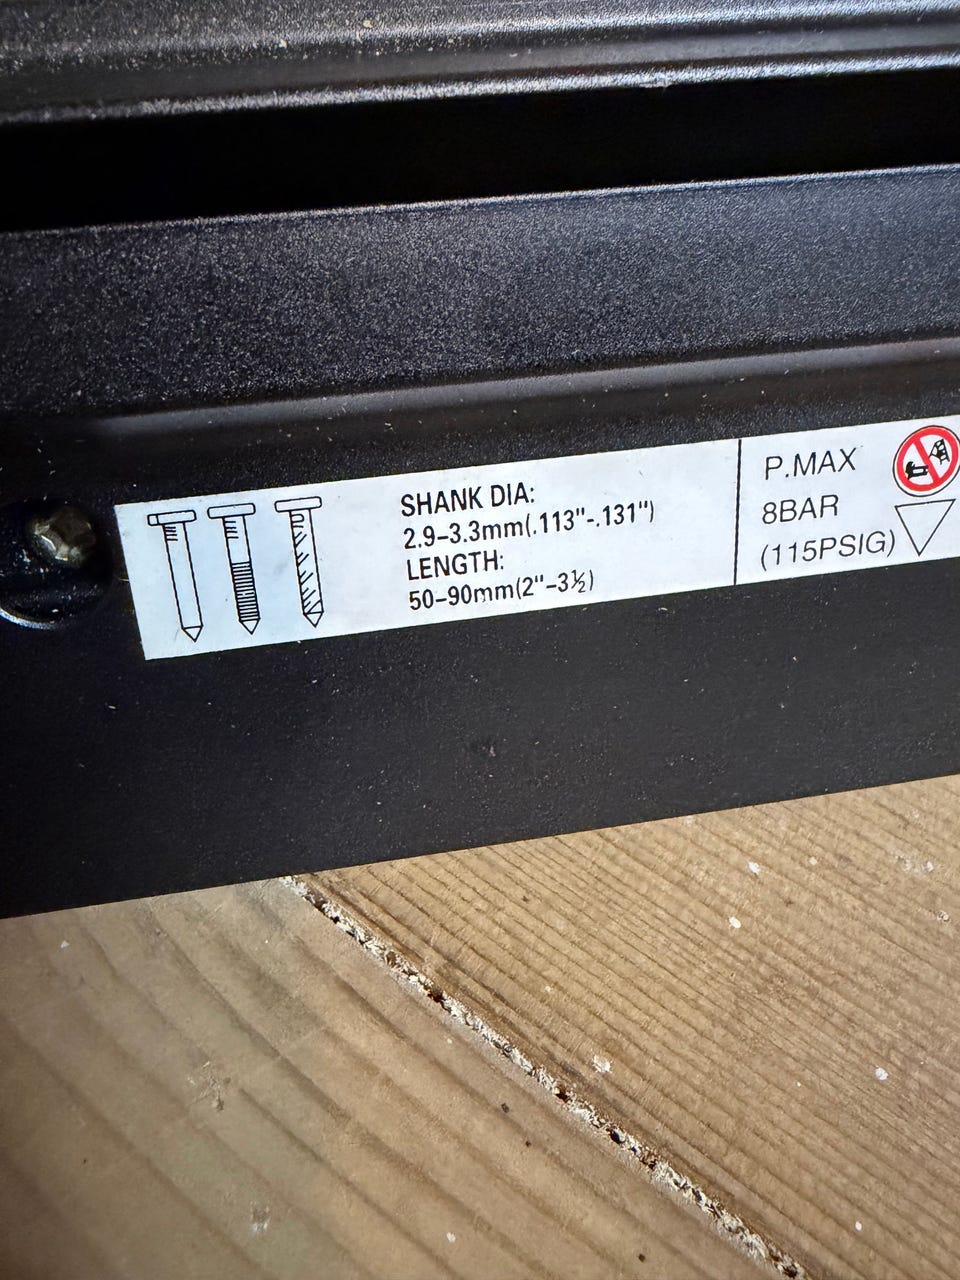 SHANK DIA:
2.9–3.3mm(.113"-.131")
LENGTH:
50–90mm(2"–3½)
P.MAX
8BAR
(115PSIG)